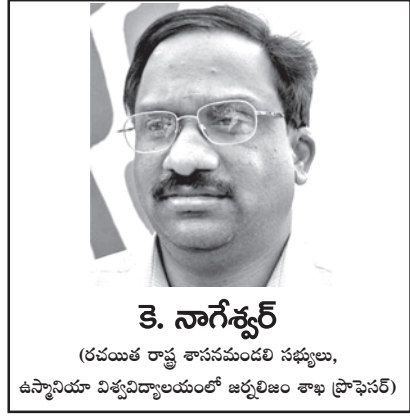 కె. నాగేశ్వర్
(రచయిత రాష్ట్ర శాసనమండలి సభ్యులు,
ఉస్మానియా విశ్వవిద్యాలయంలో జర్నలిజం శాఖ ప్రొఫెసర్)